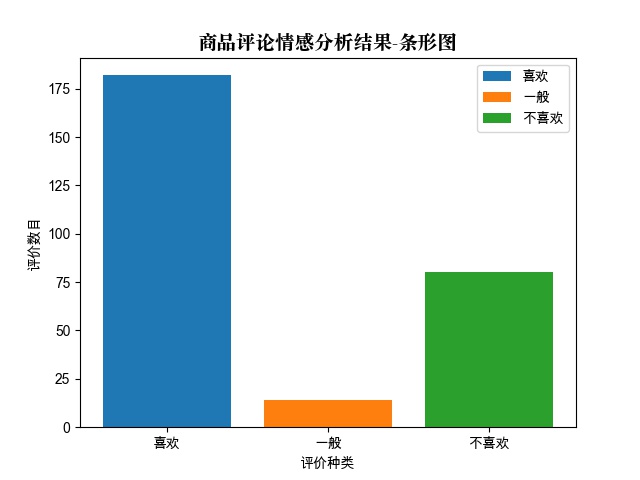 商品评论情感分析结果-条形图
喜欢
一般
不喜欢
175
150
125
100
75
50
25
0
评价数目
喜欢 一般 不喜欢
评价种类